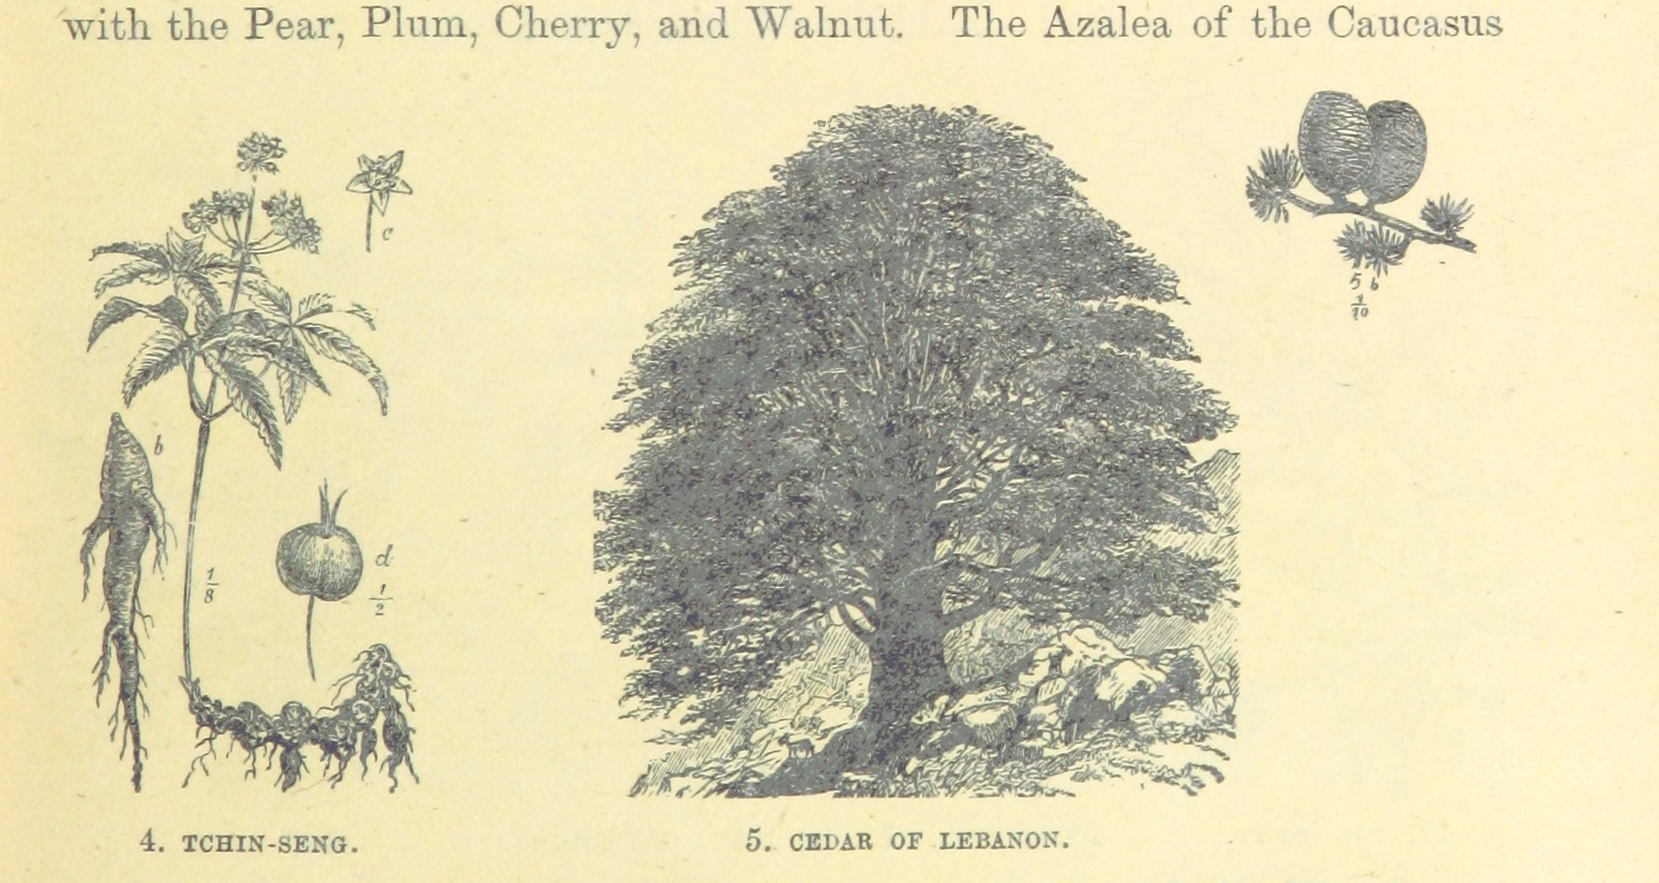 with the Pear, Plum, Cherry, and Walnut. The Azalea of the Caucasus
c
5 b
1/10
b
d
1/2
1/8
4. TCHIN-SENG.
5. CEDAR OF LEBANON.